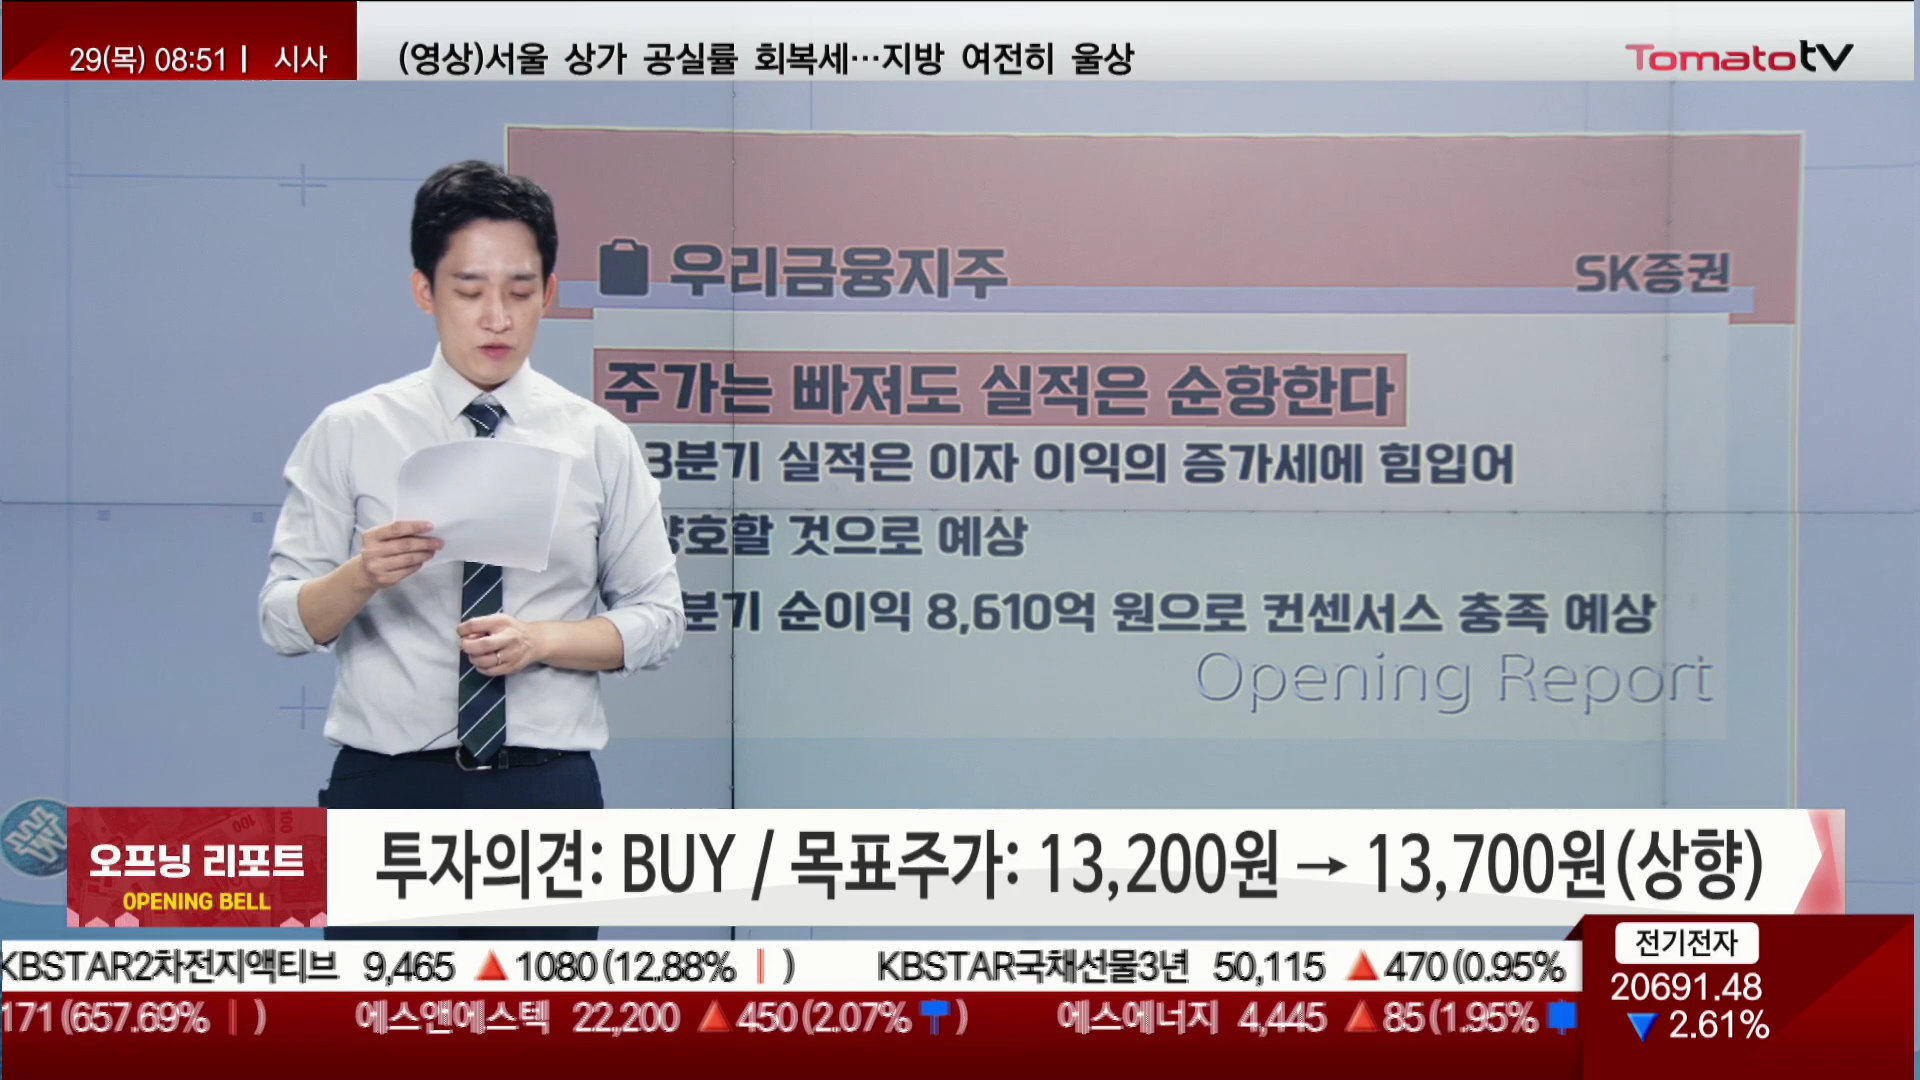 29(목) 08:51 | 시사
(영상)서울 상가 공실률 회복세···지방 여전히 울상
Tomato tv
우리금융지주
SK증권
주가는 빠져도 실적은 순항한다
3분기 실적은 이자 이익의 증가세에 힘입어
양호할 것으로 예상
분기 순이익 8,610억 원으로 컨센서스 충족 예상
Opening Report
오프닝 리포트
OPENING BELL
투자의견: BUY / 목표주가: 13,200원 → 13,700원(상향)
KBSTAR2차전지액티브 9,465 ▲1080(12.88% | ) KBSTAR국채선물3년 50,115 ▲470(0.95%
171(657.69% | ) 에스앤에스텍 22,200 ▲450(2.07% ) 에스에너지 4,445 ▲85(1.95%
전기전자
20691.48
▼ 2.61%